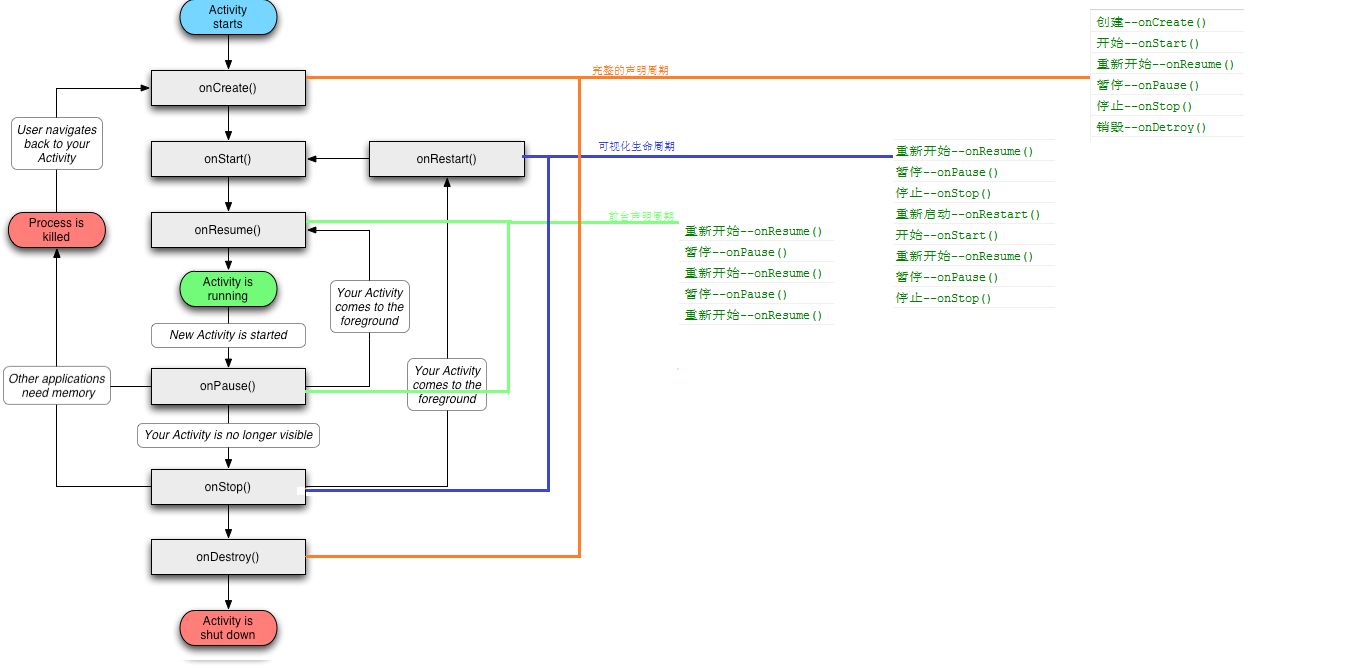 Activity
starts
onCreate()
User navigates
back to your
Activity
onStart()
onRestart()
Process is
killed
onResume()
Activity is
running
Your Activity
comes to the
foreground
New Activity is started
Other applications
need memory
onPause()
Your Activity
comes to the
foreground
Your Activity is no longer visible
onStop()
onDestroy()
Activity is
shut down
完整的声明周期
创建--onCreate()
开始--onStart()
重新开始--onResume()
暂停--onPause()
停止--onStop()
销毁--onDetroy()
可视化生命周期
重新开始--onResume()
暂停--onPause()
停止--onStop()
重新启动--onRestart()
开始--onStart()
重新开始--onResume()
暂停--onPause()
停止--onStop()
前台声明周期
重新开始--onResume()
暂停--onPause()
重新开始--onResume()
暂停--onPause()
重新开始--onResume()